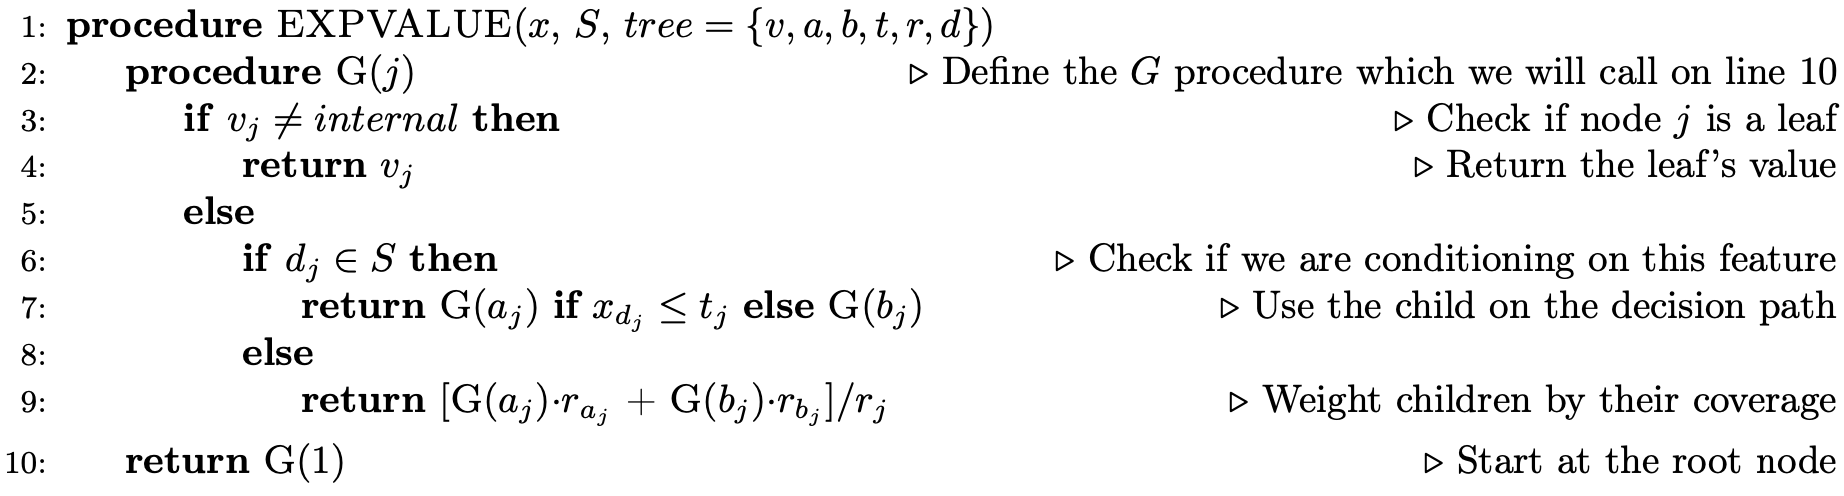 1: procedure EXPVALUE(x, S, tree = {v, a, b, t, r, d})
2: procedure G(j) ▷ Define the G procedure which we will call on line 10
3: if v_j ≠ internal then ▷ Check if node j is a leaf
4: return v_j ▷ Return the leaf's value
5: else
6: if d_j ∈ S then ▷ Check if we are conditioning on this feature
7: return G(a_j) if x_{d_j} ≤ t_j else G(b_j) ▷ Use the child on the decision path
8: else
9: return [G(a_j)·r_{a_j} + G(b_j)·r_{b_j}]/r_j ▷ Weight children by their coverage
10: return G(1) ▷ Start at the root node